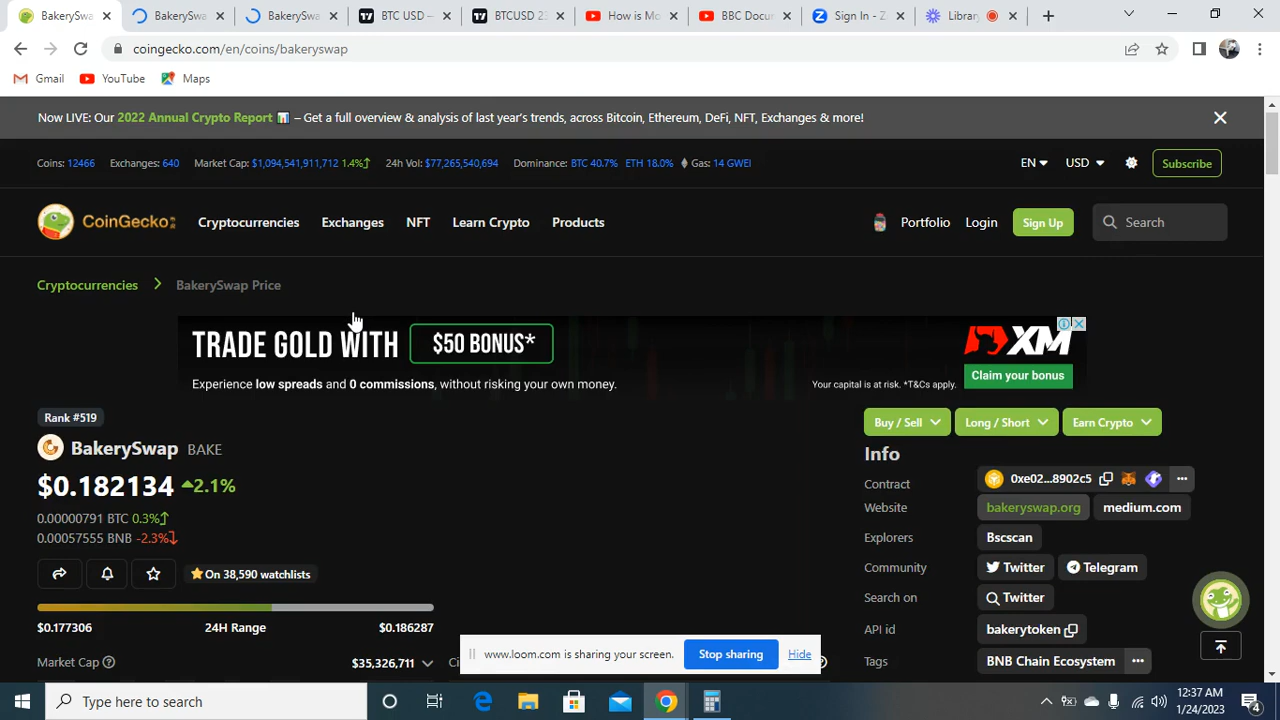 BakerySwa
BakerySwa
BakerySwa
BTC USD —
BTCUSD 23
How is Mo
BBC Docu
Sign In - Z
Library
coingecko.com/en/coins/bakeryswap
Gmail YouTube Maps
Now LIVE: Our 2022 Annual Crypto Report – Get a full overview & analysis of last year's trends, across Bitcoin, Ethereum, DeFi, NFT, Exchanges & more!
Coins: 12466 Exchanges: 640 Market Cap: $1,094,541,911,712 1.4% 24h Vol: $77,265,540,694 Dominance: BTC 40.7% ETH 18.0% Gas: 14 GWEI
EN USD Subscribe
CoinGecko Cryptocurrencies Exchanges NFT Learn Crypto Products Portfolio Login Sign Up Search
Cryptocurrencies > BakerySwap Price
TRADE GOLD WITH $50 BONUS*
Experience low spreads and 0 commissions, without risking your own money.
Your capital is at risk. *T&Cs apply.
XM
Claim your bonus
Rank #519
BakerySwap BAKE
$0.182134 2.1%
0.00000791 BTC 0.3%
0.00057555 BNB -2.3%
On 38,590 watchlists
$0.177306 24H Range $0.186287
Market Cap $35,326,711
Buy / Sell Long / Short Earn Crypto
Info
Contract 0xe02...8902c5
Website bakeryswap.org medium.com
Explorers Bscscan
Community Twitter Telegram
Search on Twitter
API id bakerytoken
Tags BNB Chain Ecosystem
www.loom.com is sharing your screen. Stop sharing Hide
Type here to search
12:37 AM
1/24/2023
4